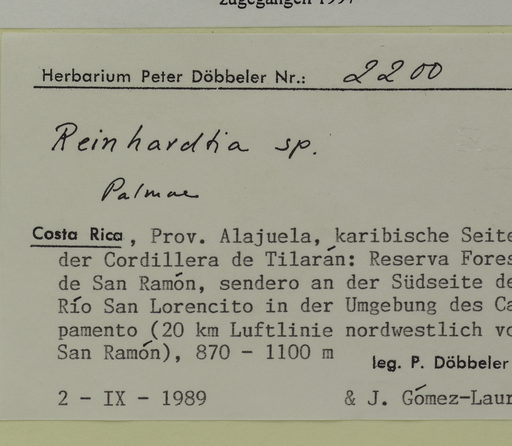 zugegangen 1997
Herbarium Peter Döbbeler Nr.: 2200
Reinhardtia sp.
Palmae
Costa Rica, Prov. Alajuela, karibische Seite
der Cordillera de Tilarán: Reserva Fores
de San Ramón, sendero an der Südseite de
Río San Lorencito in der Umgebung des Ca
pamento (20 km Luftlinie nordwestlich vo
San Ramón), 870 - 1100 m
leg. P. Döbbeler
2 - IX - 1989 & J. Gómez-Laur